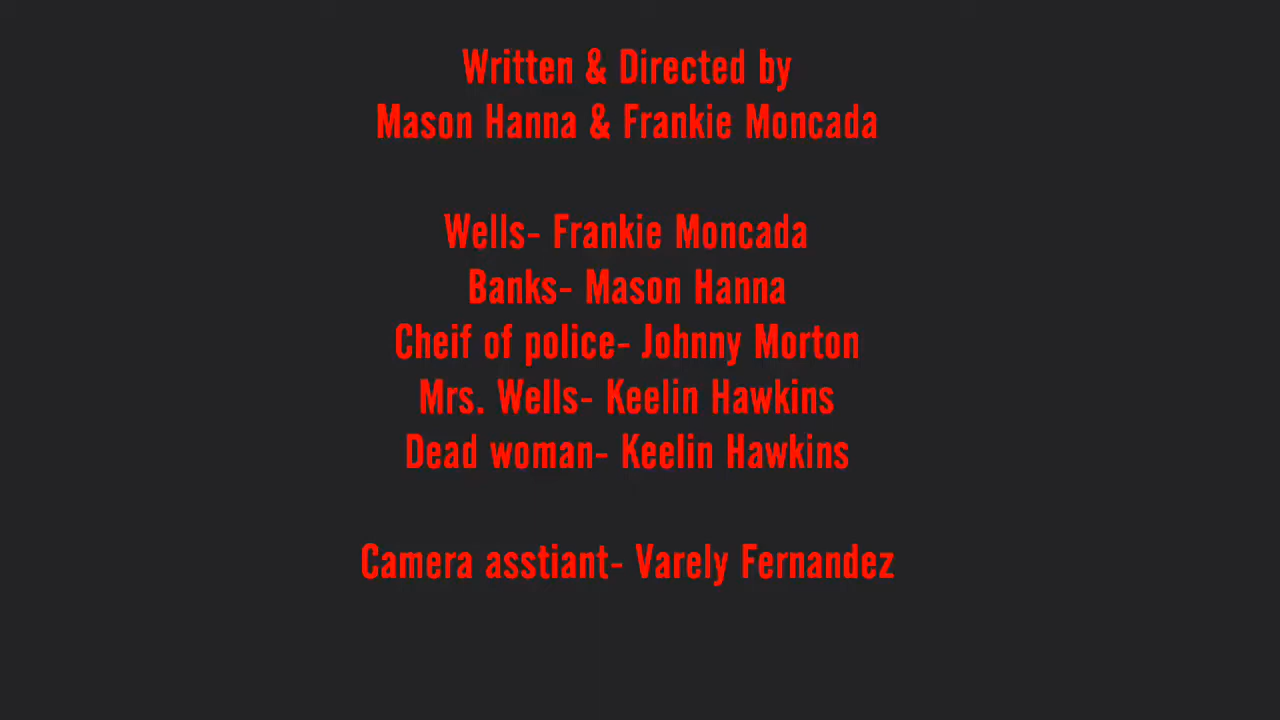 Written & Directed by
Mason Hanna & Frankie Moncada
Wells- Frankie Moncada
Banks- Mason Hanna
Cheif of police- Johnny Morton
Mrs. Wells- Keelin Hawkins
Dead woman- Keelin Hawkins
Camera asstiant- Varely Fernandez